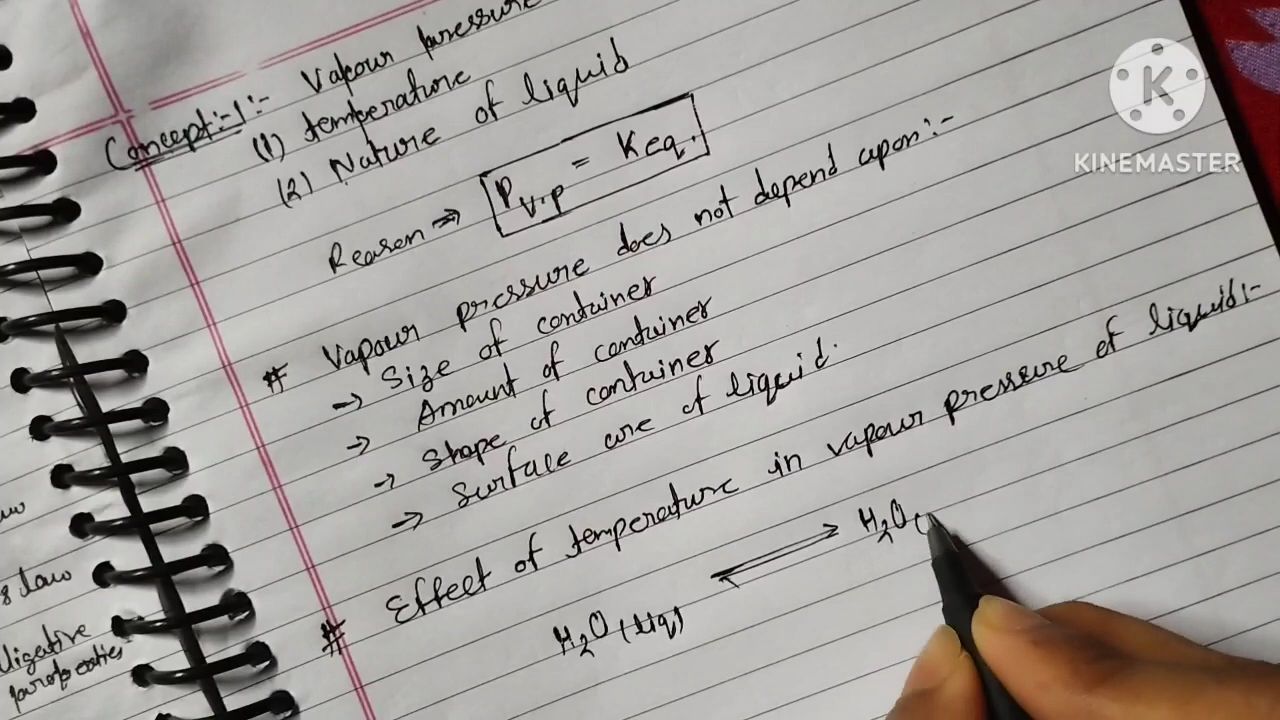 Concept:-1:- Vapour pressure
(1) temperature
(2) Nature of liquid
Reason ⇒ P v.p = Keq.
# Vapour pressure does not depend upon:-
→ Size of container
→ Amount of container
→ Shape of container
→ Surface are of liquid.
# Effect of temperature in vapour pressure of liquid:-
H2O (liq) ⇌ H2O (
law
properties
K
KINEMASTER